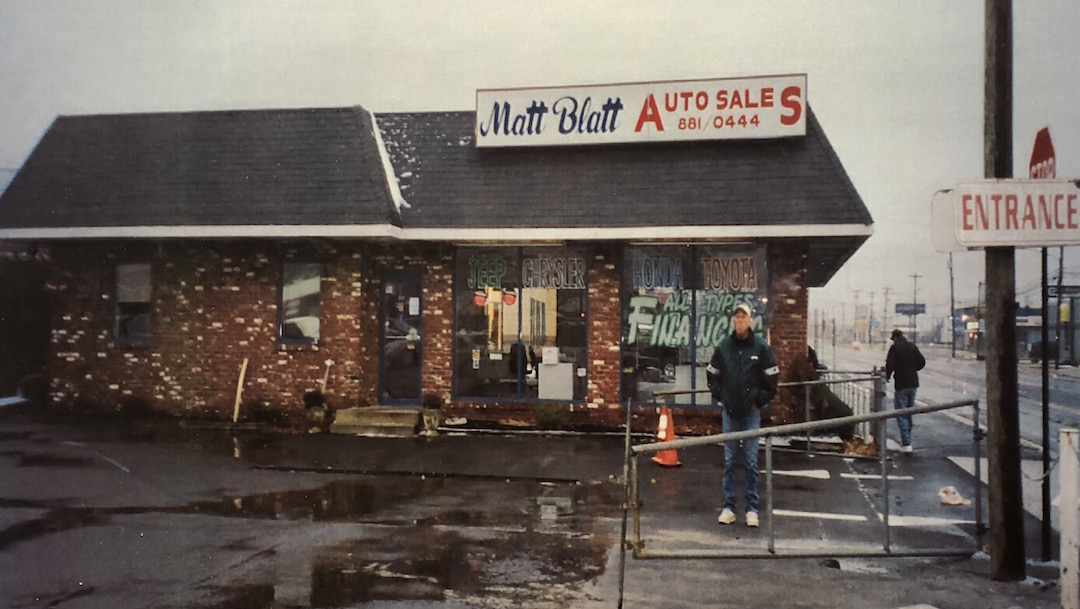 Matt Blatt AUTO SALES
881/0444
STOP
ENTRANCE
JEEP CHRYSLER
HONDA TOYOTA
ALL TYPES
FINANCING